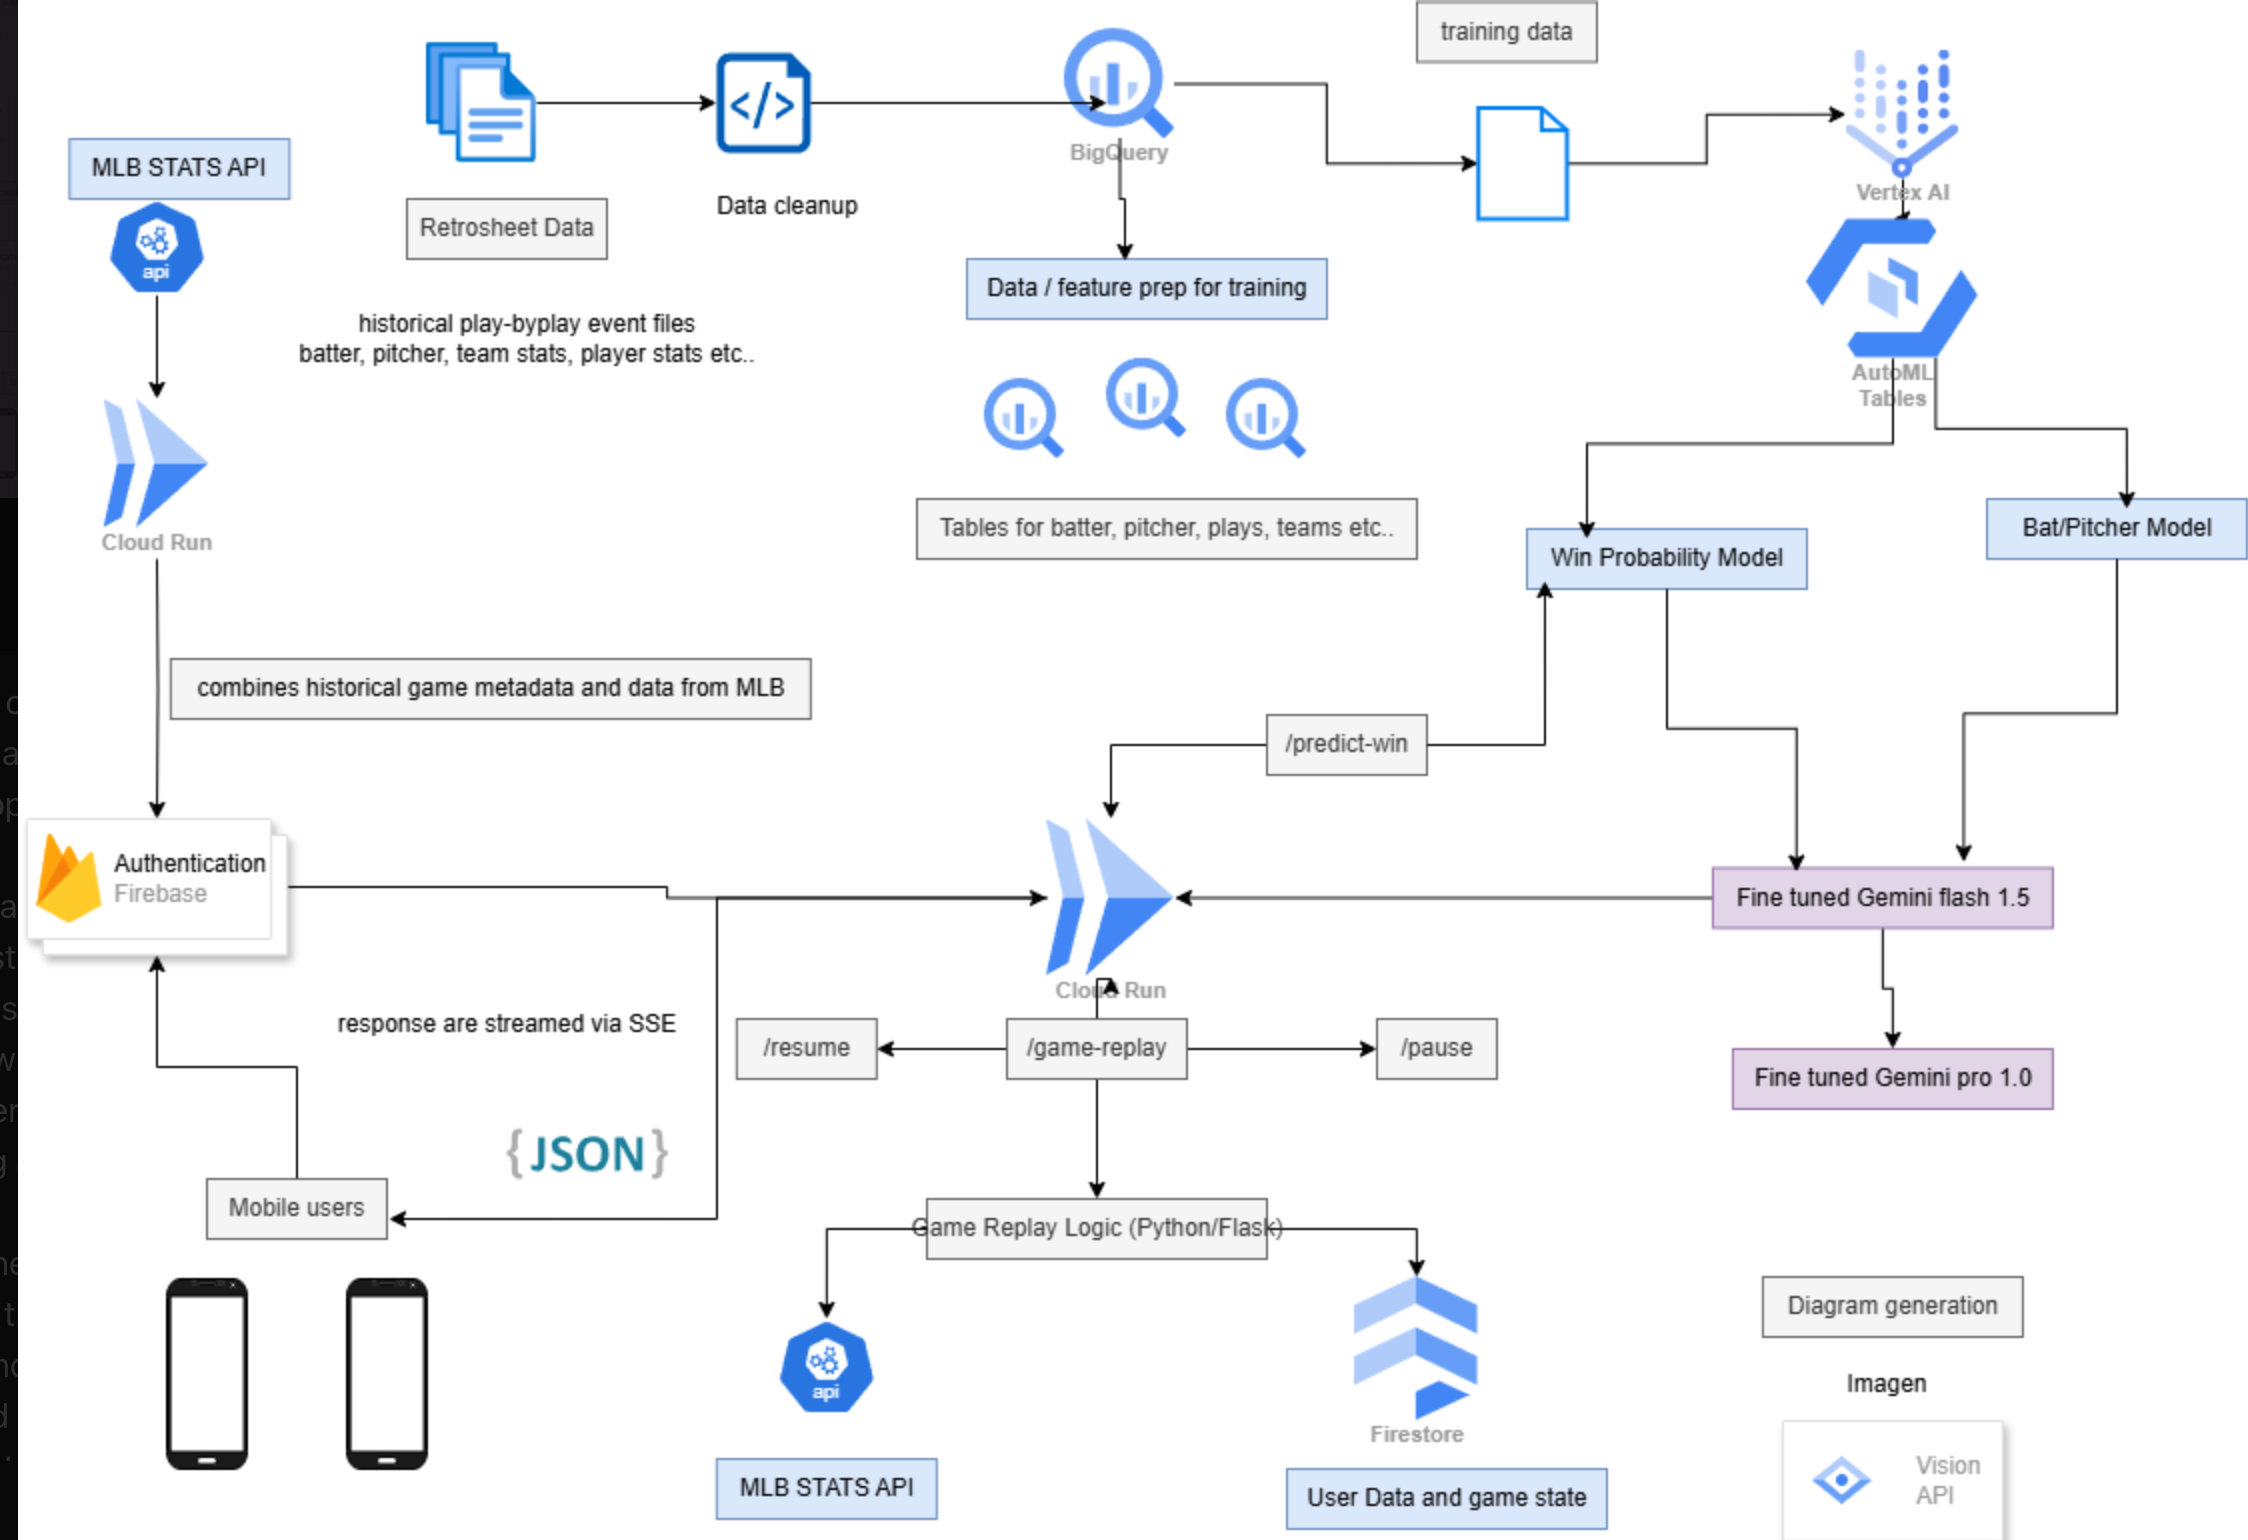 training data
MLB STATS API
api
Retrosheet Data
</>
Data cleanup
BigQuery
Vertex AI
historical play-byplay event files
batter, pitcher, team stats, player stats etc..
Data / feature prep for training
AutoML
Tables
Cloud Run
Tables for batter, pitcher, plays, teams etc..
Win Probability Model
Bat/Pitcher Model
combines historical game metadata and data from MLB
/predict-win
Authentication
Firebase
Fine tuned Gemini flash 1.5
Cloud Run
response are streamed via SSE
/resume
/game-replay
/pause
Fine tuned Gemini pro 1.0
{JSON}
Mobile users
Game Replay Logic (Python/Flask)
api
Firestore
Diagram generation
Imagen
MLB STATS API
User Data and game state
Vision
API